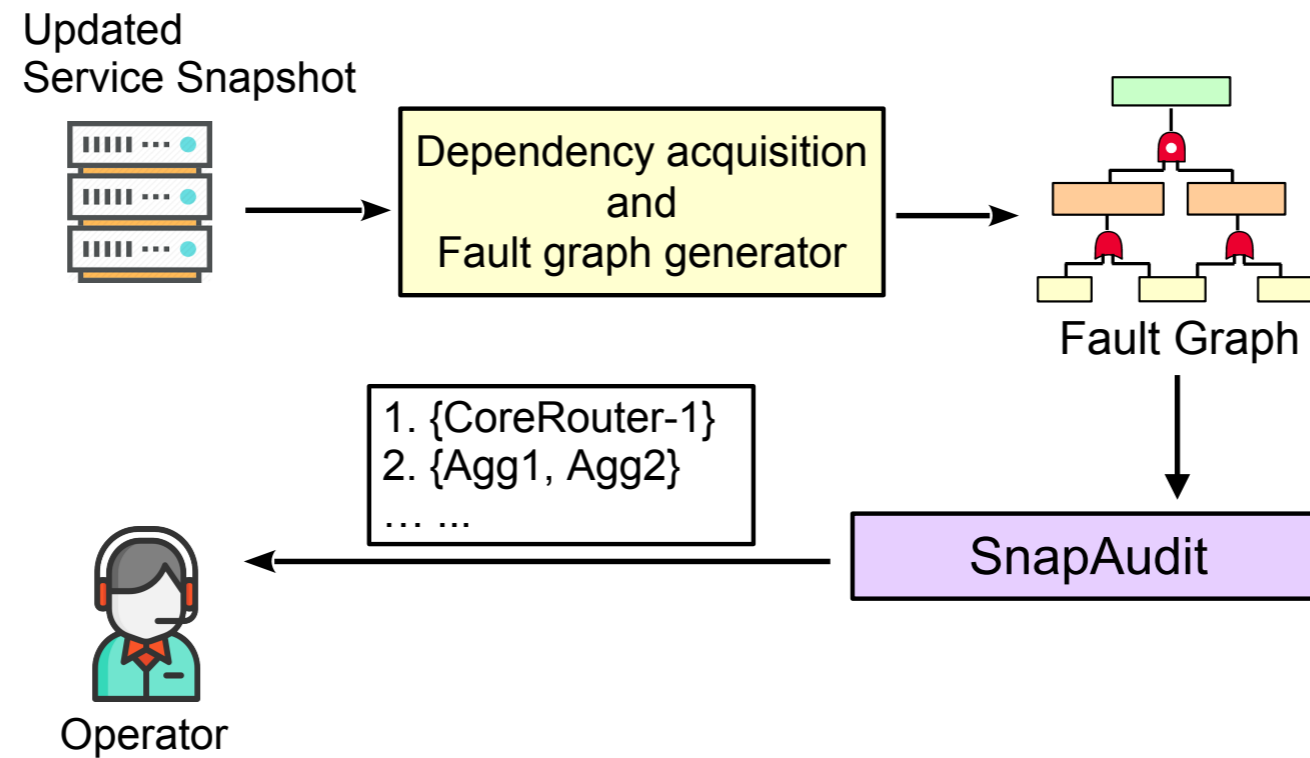 Updated
Service Snapshot
Dependency acquisition
and
Fault graph generator
Fault Graph
1. {CoreRouter-1}
2. {Agg1, Agg2}
… ...
SnapAudit
Operator